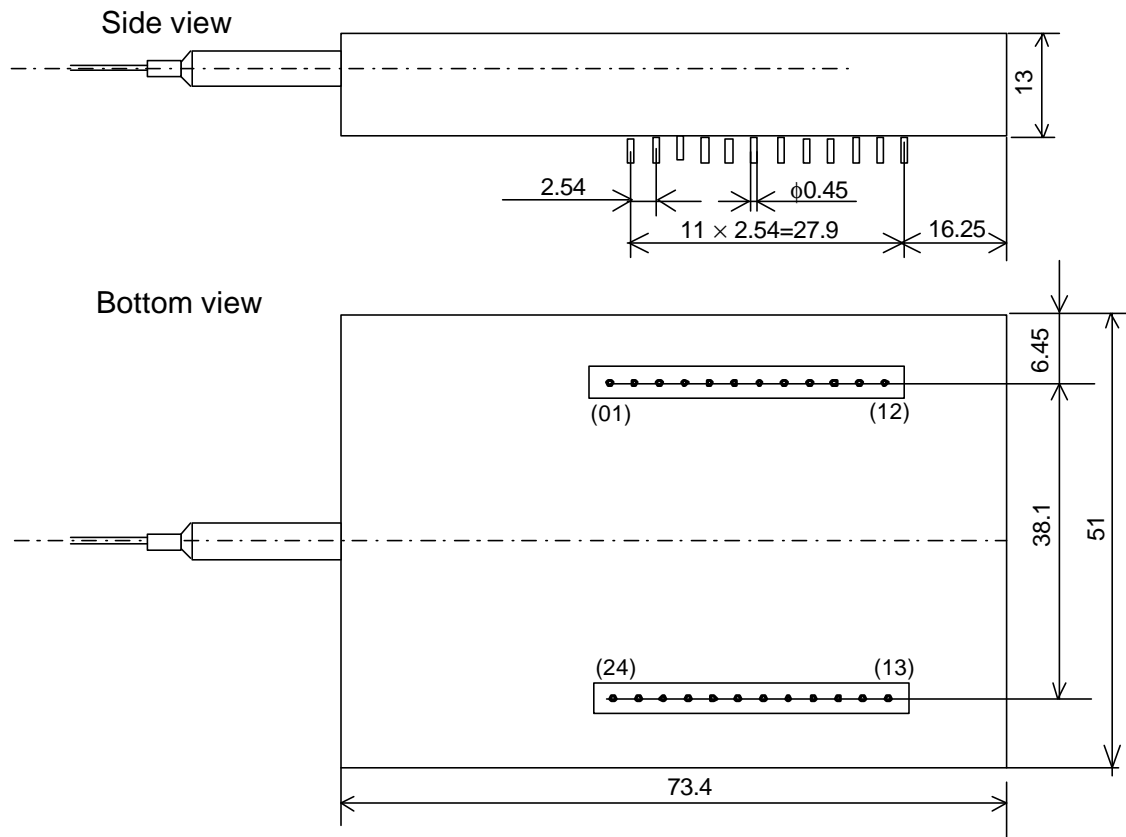 Side view
13
2.54
ϕ0.45
11 × 2.54=27.9
16.25
Bottom view
6.45
(01)
(12)
38.1
51
(24)
(13)
73.4